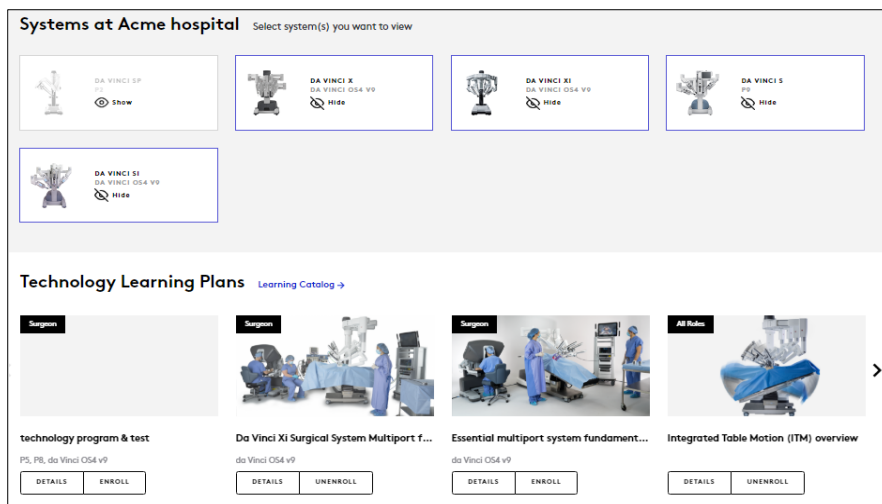 Systems at Acme hospital Select system(s) you want to view
DA VINCI SP
Show
DA VINCI X
DA VINCI OS4 V9
Hide
DA VINCI XI
DA VINCI OS4 V9
Hide
DA VINCI S
P9
Hide
DA VINCI SI
DA VINCI OS4 V9
Hide
Technology Learning Plans Learning Catalog →
Surgeon
technology program & test
P5, P8, da Vinci OS4 v9
DETAILS ENROLL
Surgeon
Da Vinci Xi Surgical System Multiport f...
da Vinci OS4 v9
DETAILS UNENROLL
Surgeon
Essential multiport system fundament...
da Vinci OS4 v9
DETAILS ENROLL
All Roles
Integrated Table Motion (ITM) overview
DETAILS UNENROLL